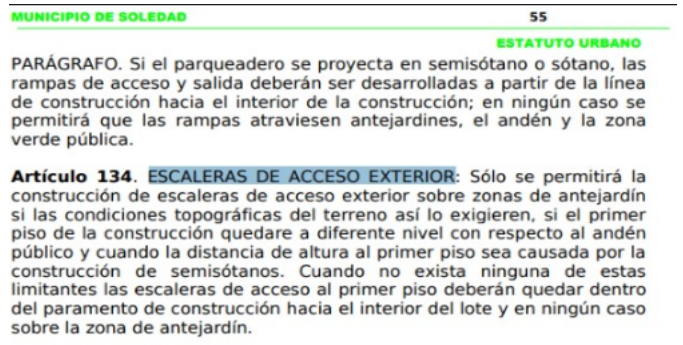 MUNICIPIO DE SOLEDAD 55
ESTATUTO URBANO
PARÁGRAFO. Si el parqueadero se proyecta en semisótano o sótano, las
rampas de acceso y salida deberán ser desarrolladas a partir de la línea
de construcción hacia el interior de la construcción; en ningún caso se
permitirá que las rampas atraviesen antejardines, el andén y la zona
verde pública.
Artículo 134. ESCALERAS DE ACCESO EXTERIOR: Sólo se permitirá la
construcción de escaleras de acceso exterior sobre zonas de antejardín
si las condiciones topográficas del terreno así lo exigieren, si el primer
piso de la construcción quedare a diferente nivel con respecto al andén
público y cuando la distancia de altura al primer piso sea causada por la
construcción de semisótanos. Cuando no exista ninguna de estas
limitantes las escaleras de acceso al primer piso deberán quedar dentro
del paramento de construcción hacia el interior del lote y en ningún caso
sobre la zona de antejardín.